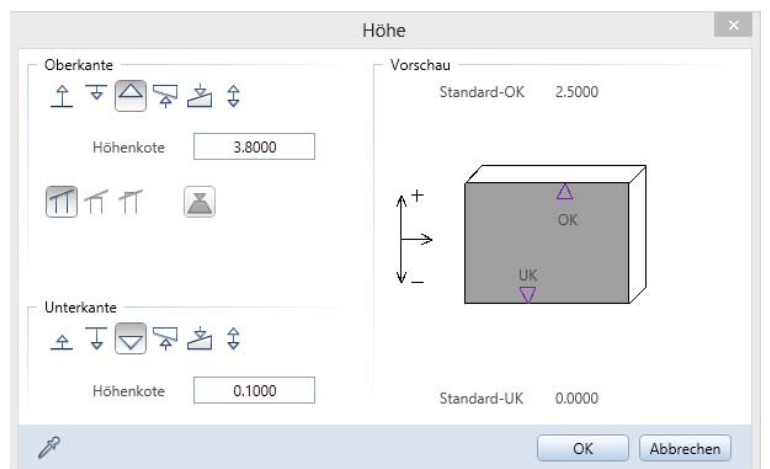 Höhe
Oberkante
Höhenkote 3.8000
Unterkante
Höhenkote 0.1000
Vorschau
Standard-OK 2.5000
+
OK
UK
–
Standard-UK 0.0000
OK Abbrechen